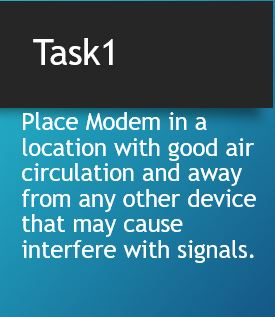 Task1
Place Modem in a
location with good air
circulation and away
from any other device
that may cause
interfere with signals.